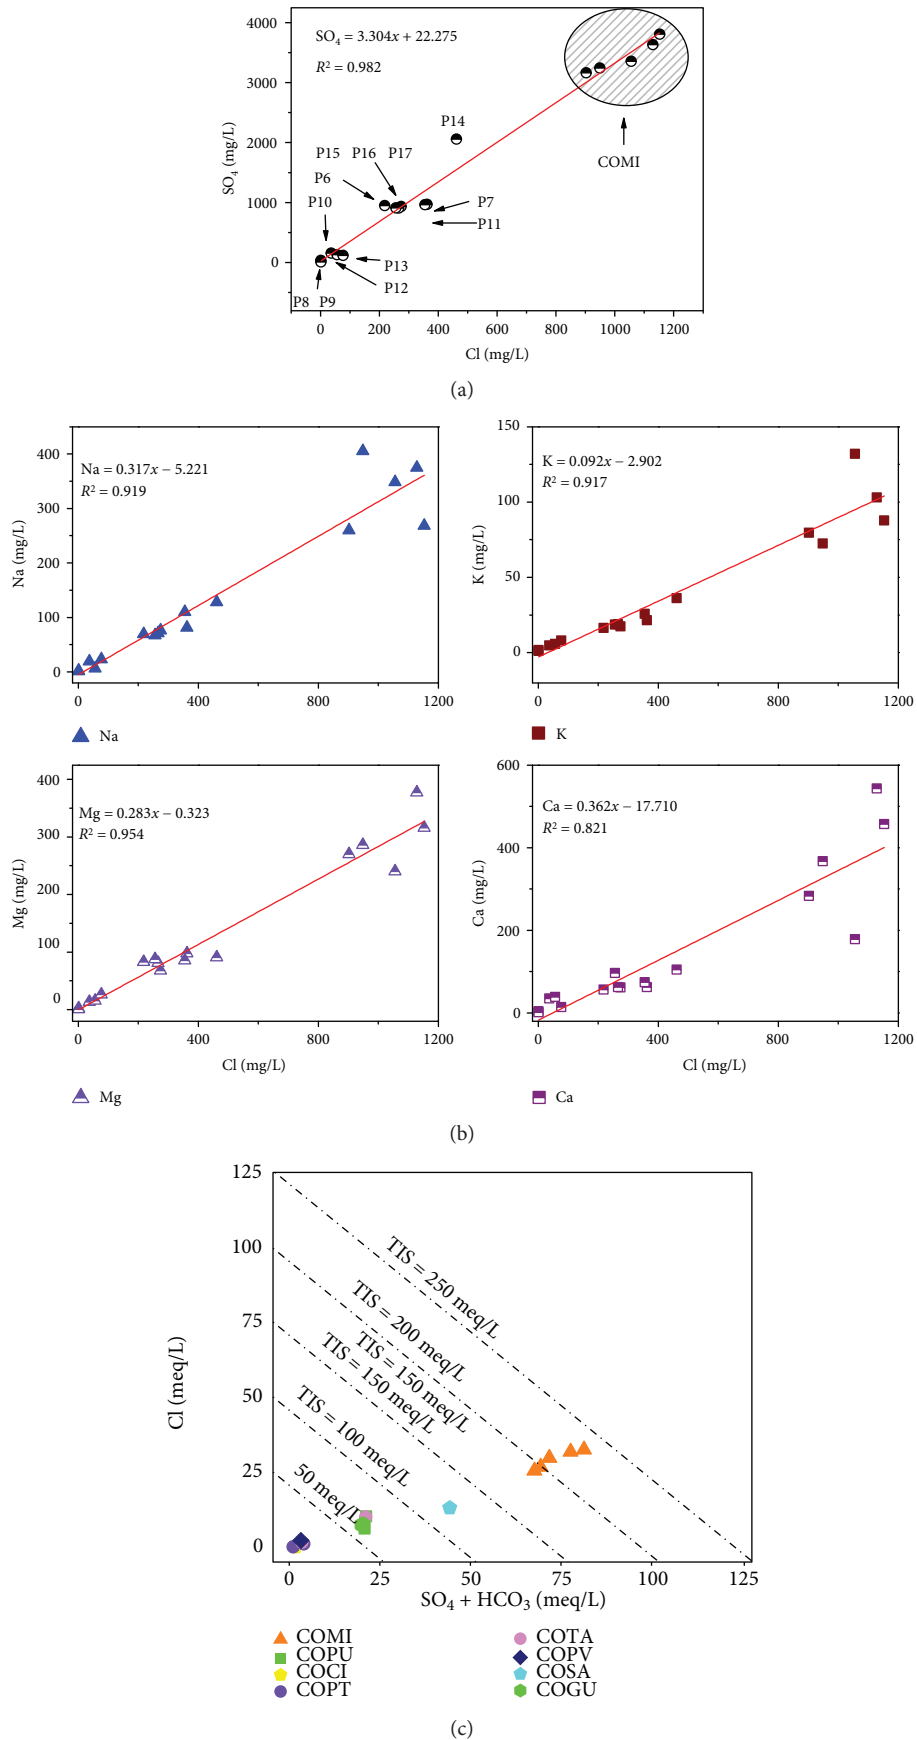 4000
3000
2000
1000
0
SO₄ (mg/L)
SO₄ = 3.304x + 22.275
R² = 0.982
P14
COMI
P15 P16 P17
P6
P10
P7
P11
P13
P12
P8 P9
0 200 400 600 800 1000 1200
Cl (mg/L)
(a)
400
300
200
100
0
Na (mg/L)
Na = 0.317x − 5.221
R² = 0.919
0 400 800 1200
Na
150
100
50
0
K (mg/L)
K = 0.092x − 2.902
R² = 0.917
0 400 800 1200
K
400
300
200
100
0
Mg (mg/L)
Mg = 0.283x − 0.323
R² = 0.954
0 400 800 1200
Cl (mg/L)
Mg
600
400
200
0
Ca (mg/L)
Ca = 0.362x − 17.710
R² = 0.821
0 400 800 1200
Cl (mg/L)
Ca
(b)
125
100
75
50
25
0
Cl (meq/L)
TIS = 250 meq/L
TIS = 200 meq/L
TIS = 150 meq/L
TIS = 150 meq/L
TIS = 100 meq/L
50 meq/L
0 25 50 75 100 125
SO₄ + HCO₃ (meq/L)
COMI
COPU
COCI
COPT
COTA
COPV
COSA
COGU
(c)